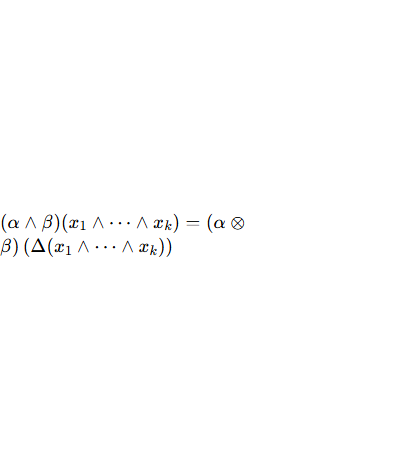 (α ∧ β)(x₁ ∧ ⋯ ∧ xₖ) = (α ⊗
β) (Δ(x₁ ∧ ⋯ ∧ xₖ))